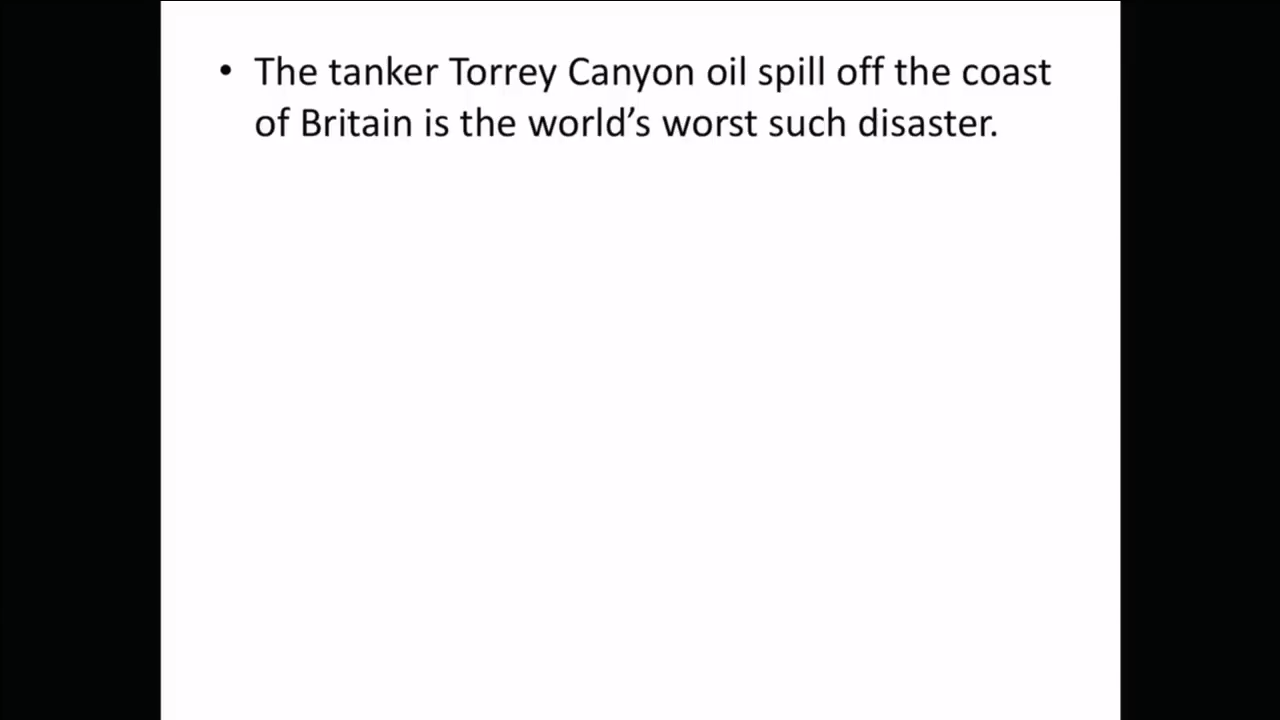 • The tanker Torrey Canyon oil spill off the coast
of Britain is the world’s worst such disaster.